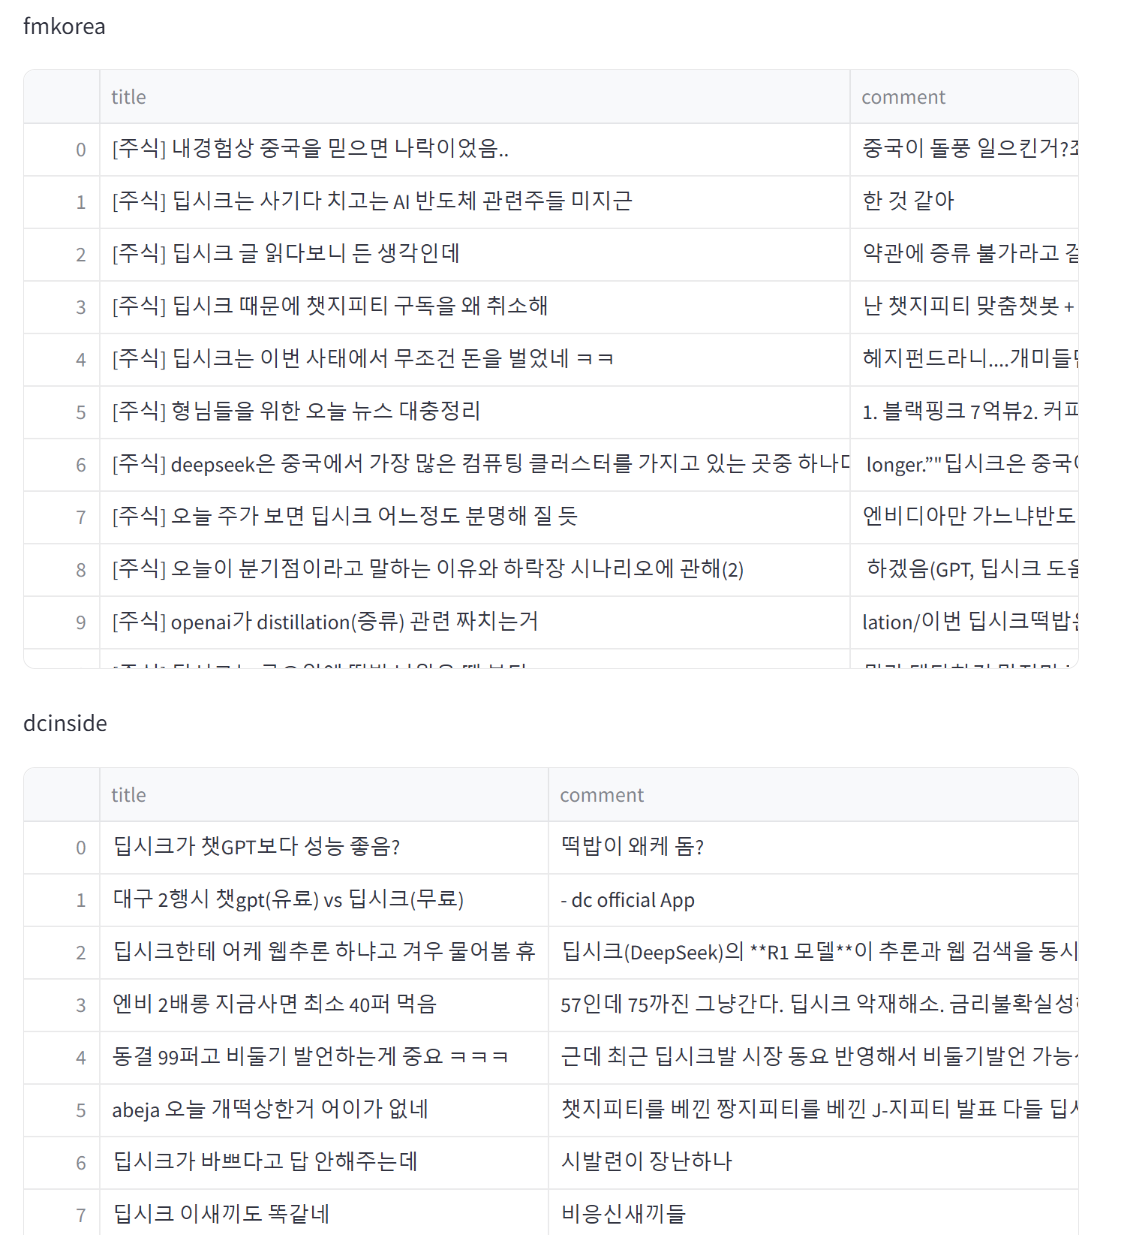 fmkorea
title comment
0 [주식] 내경험상 중국을 믿으면 나락이었음.. 중국이 돌풍 일으킨거?
1 [주식] 딥시크는 사기다 치고는 AI 반도체 관련주들 미지근 한 것 같아
2 [주식] 딥시크 글 읽다보니 든 생각인데 약관에 증류 불가라고
3 [주식] 딥시크 때문에 챗지피티 구독을 왜 취소해 난 챗지피티 맞춤챗봇 +
4 [주식] 딥시크는 이번 사태에서 무조건 돈을 벌었네 ㅋㅋ 헤지펀드라니....개미들
5 [주식] 형님들을 위한 오늘 뉴스 대충정리 1. 블랙핑크 7억뷰2. 커피
6 [주식] deepseek은 중국에서 가장 많은 컴퓨팅 클러스터를 가지고 있는 곳중 하나다 longer.”"딥시크은 중국
7 [주식] 오늘 주가 보면 딥시크 어느정도 분명해 질 듯 엔비디아만 가느냐반도
8 [주식] 오늘이 분기점이라고 말하는 이유와 하락장 시나리오에 관해(2) 하겠음(GPT, 딥시크 도움
9 [주식] openai가 distillation(증류) 관련 짜치는거 lation/이번 딥시크떡밥은
dcinside
title comment
0 딥시크가 챗GPT보다 성능 좋음? 떡밥이 왜케 돔?
1 대구 2행시 챗gpt(유료) vs 딥시크(무료) - dc official App
2 딥시크한테 어케 웹추론 하냐고 겨우 물어봄 휴 딥시크(DeepSeek)의 **R1 모델**이 추론과 웹 검색을 동시
3 엔비 2배롱 지금사면 최소 40퍼 먹음 57인데 75까진 그냥간다. 딥시크 악재해소. 금리불확실성
4 동결 99퍼고 비둘기 발언하는게 중요 ㅋㅋㅋ 근데 최근 딥시크발 시장 동요 반영해서 비둘기발언 가능
5 abeja 오늘 개떡상한거 어이가 없네 챗지피티를 베낀 짱지피티를 베낀 J-지피티 발표 다들 딥시
6 딥시크가 바쁘다고 답 안해주는데 시발련이 장난하나
7 딥시크 이새끼도 똑같네 비응신새끼들